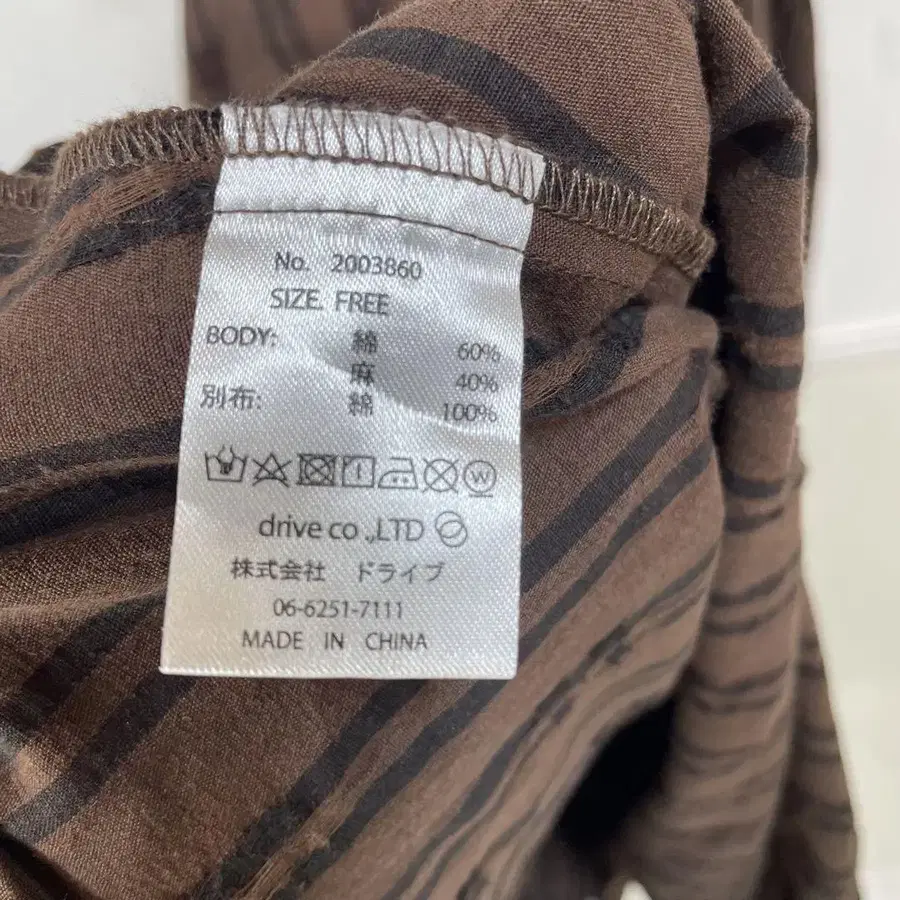 No. 2003860
SIZE. FREE
BODY: 綿 60%
麻 40%
別布: 綿 100%
W
drive co .,LTD
株式会社 ドライブ
06-6251-7111
MADE IN CHINA